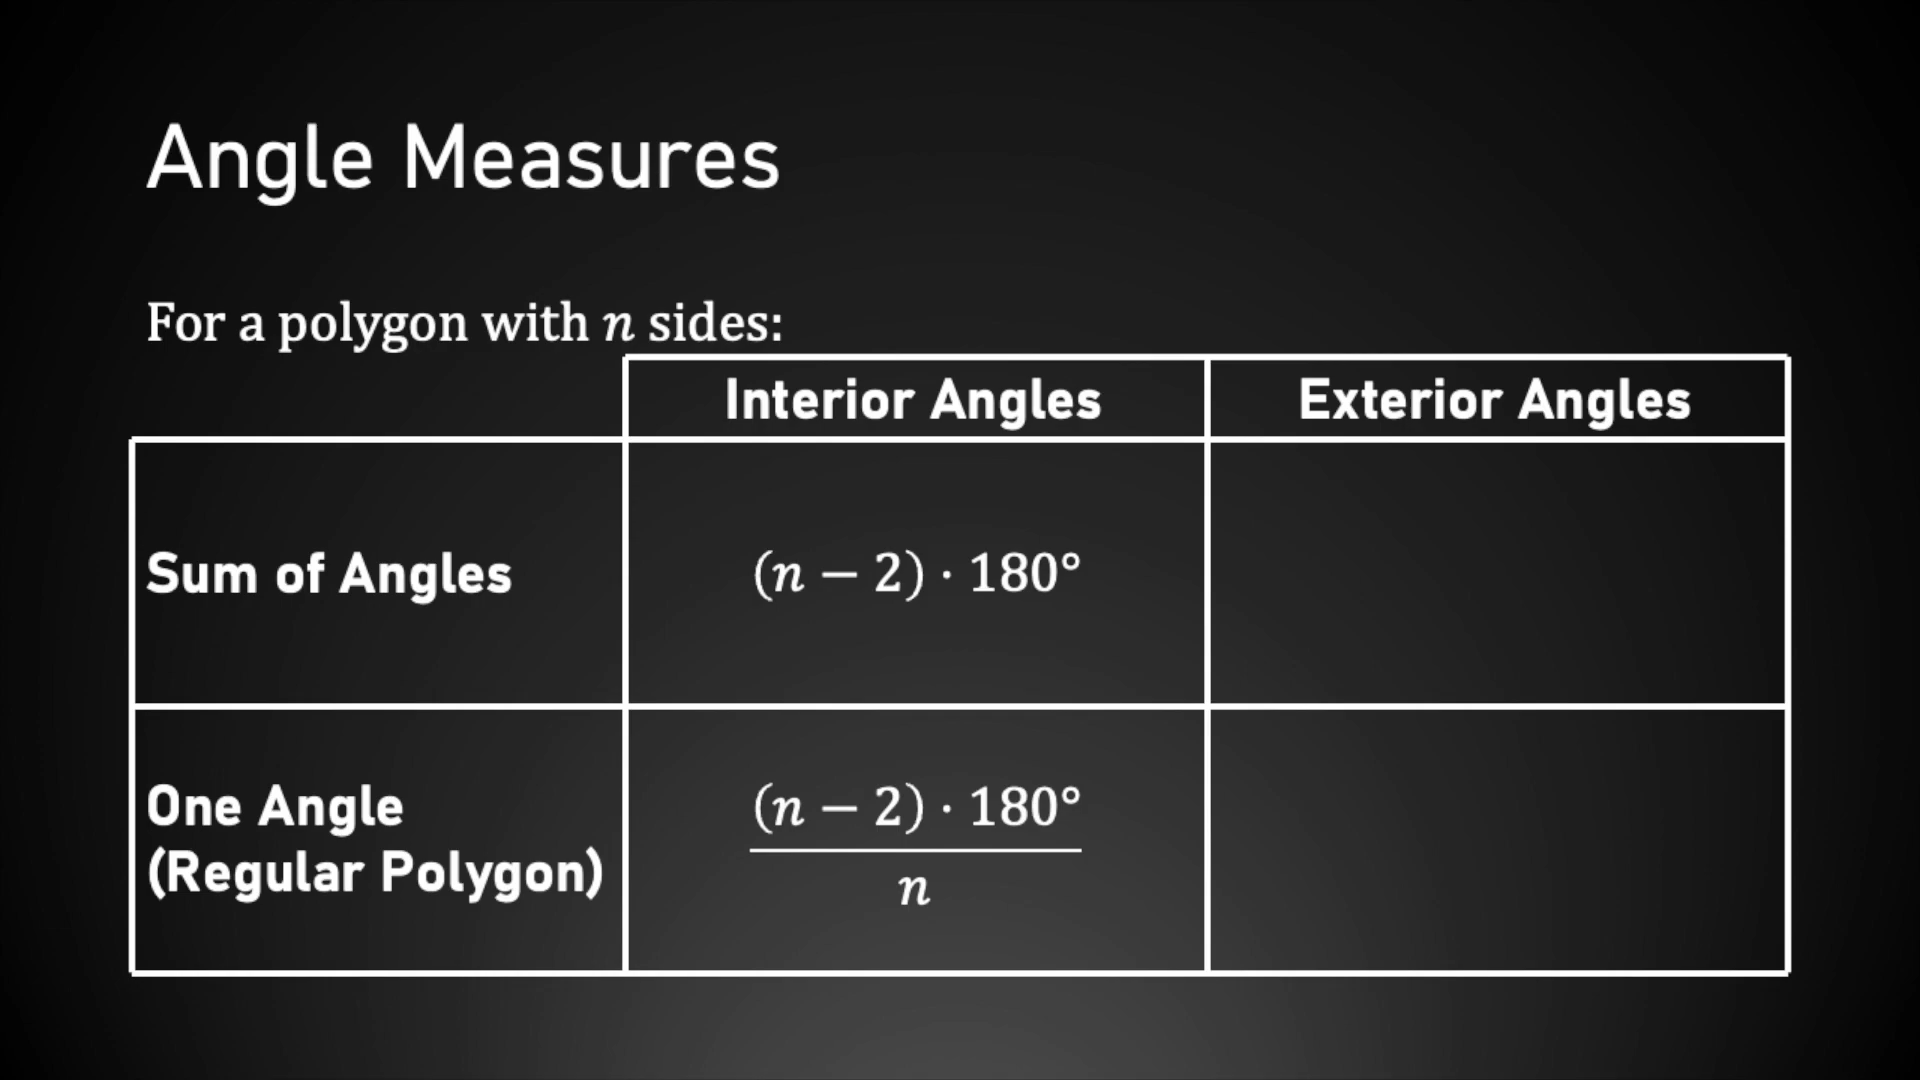 Angle Measures
For a polygon with n sides:
Interior Angles Exterior Angles
Sum of Angles (n − 2) · 180°
One Angle
(Regular Polygon)
(n − 2) · 180°
n